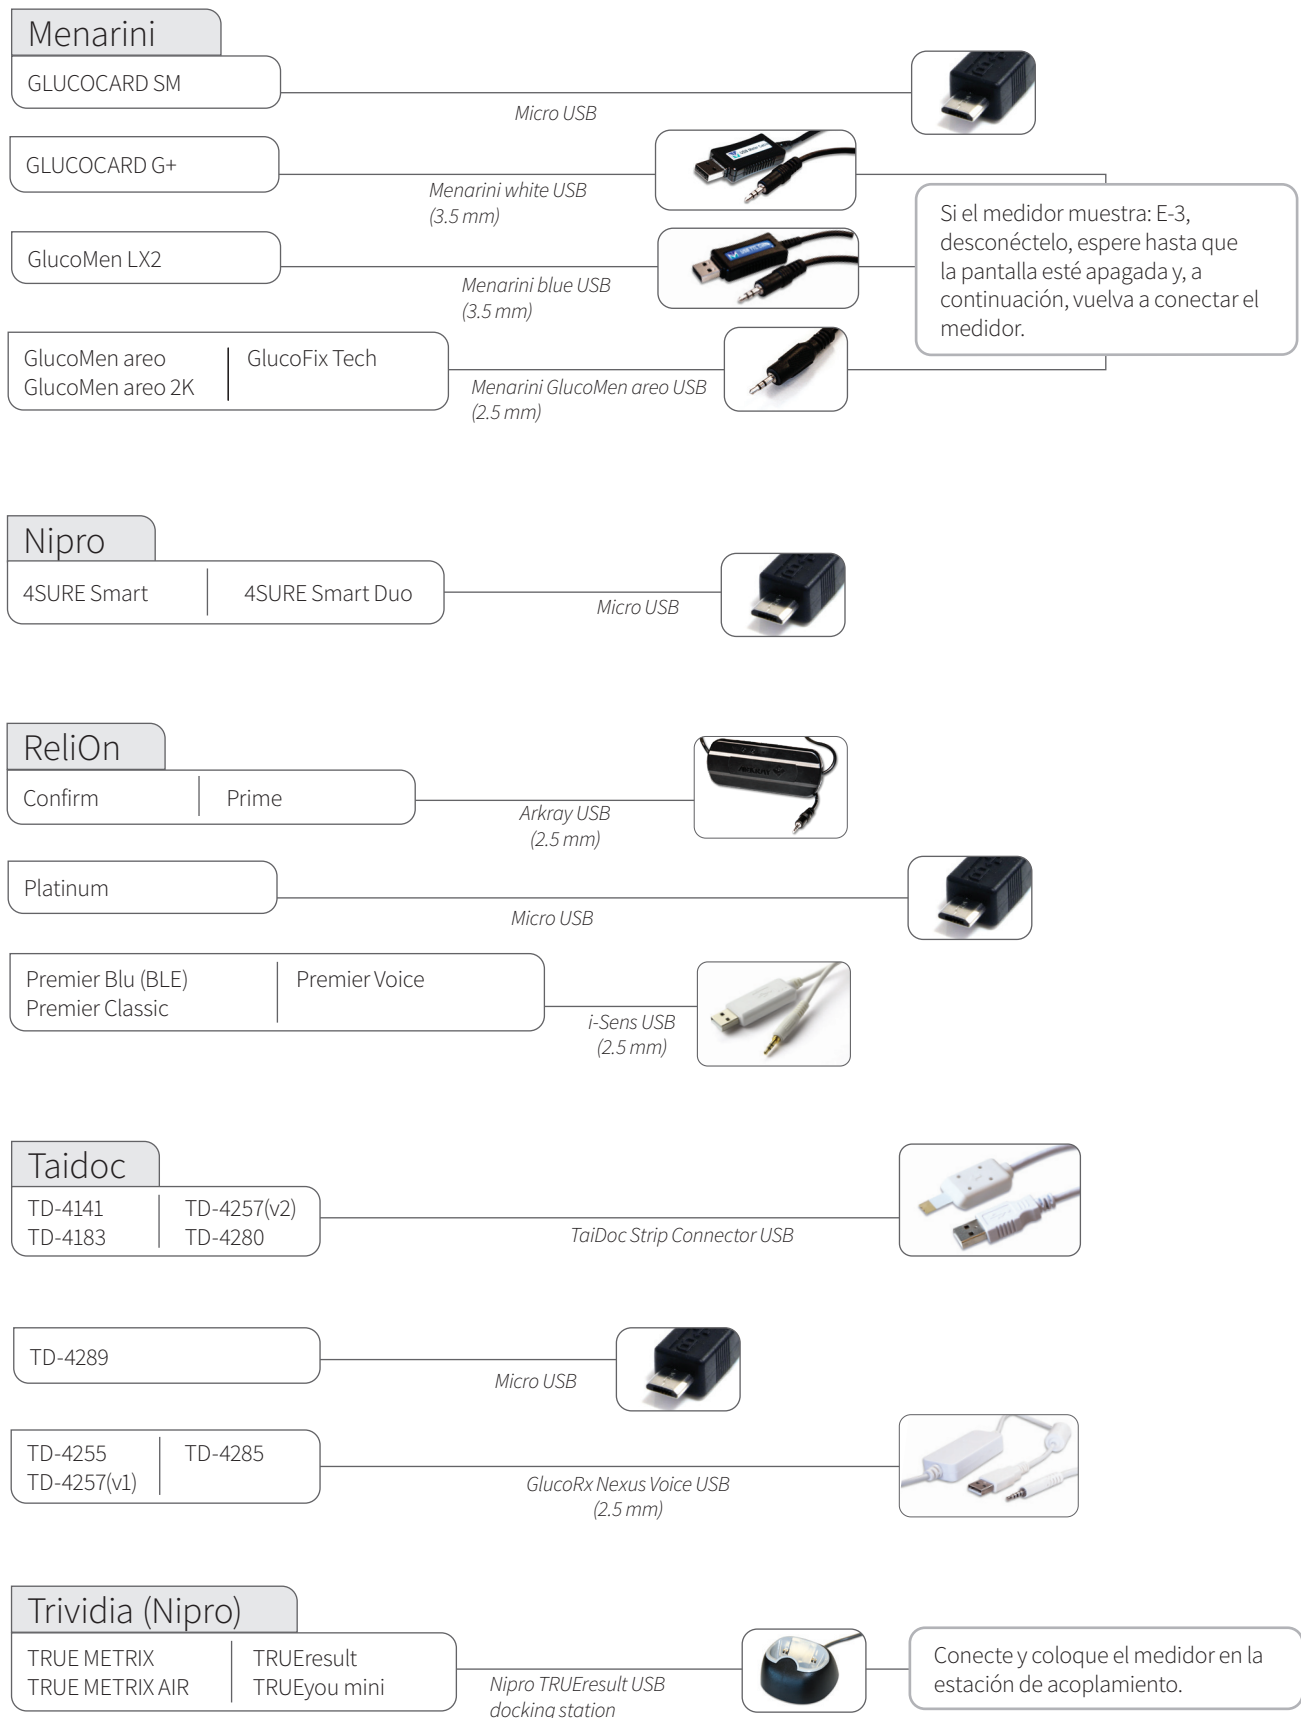 Menarini
GLUCOCARD SM
Micro USB
GLUCOCARD G+
Menarini white USB
(3.5 mm)
GlucoMen LX2
Menarini blue USB
(3.5 mm)
GlucoMen areo
GlucoMen areo 2K
GlucoFix Tech
Menarini GlucoMen areo USB
(2.5 mm)
Si el medidor muestra: E-3,
desconéctelo, espere hasta que
la pantalla esté apagada y, a
continuación, vuelva a conectar el
medidor.
Nipro
4SURE Smart
4SURE Smart Duo
Micro USB
ReliOn
Confirm
Prime
Arkray USB
(2.5 mm)
Platinum
Micro USB
Premier Blu (BLE)
Premier Classic
Premier Voice
i-Sens USB
(2.5 mm)
Taidoc
TD-4141
TD-4183
TD-4257(v2)
TD-4280
TaiDoc Strip Connector USB
TD-4289
Micro USB
TD-4255
TD-4257(v1)
TD-4285
GlucoRx Nexus Voice USB
(2.5 mm)
Trividia (Nipro)
TRUE METRIX
TRUE METRIX AIR
TRUEresult
TRUEyou mini
Nipro TRUEresult USB
docking station
Conecte y coloque el medidor en la
estación de acoplamiento.